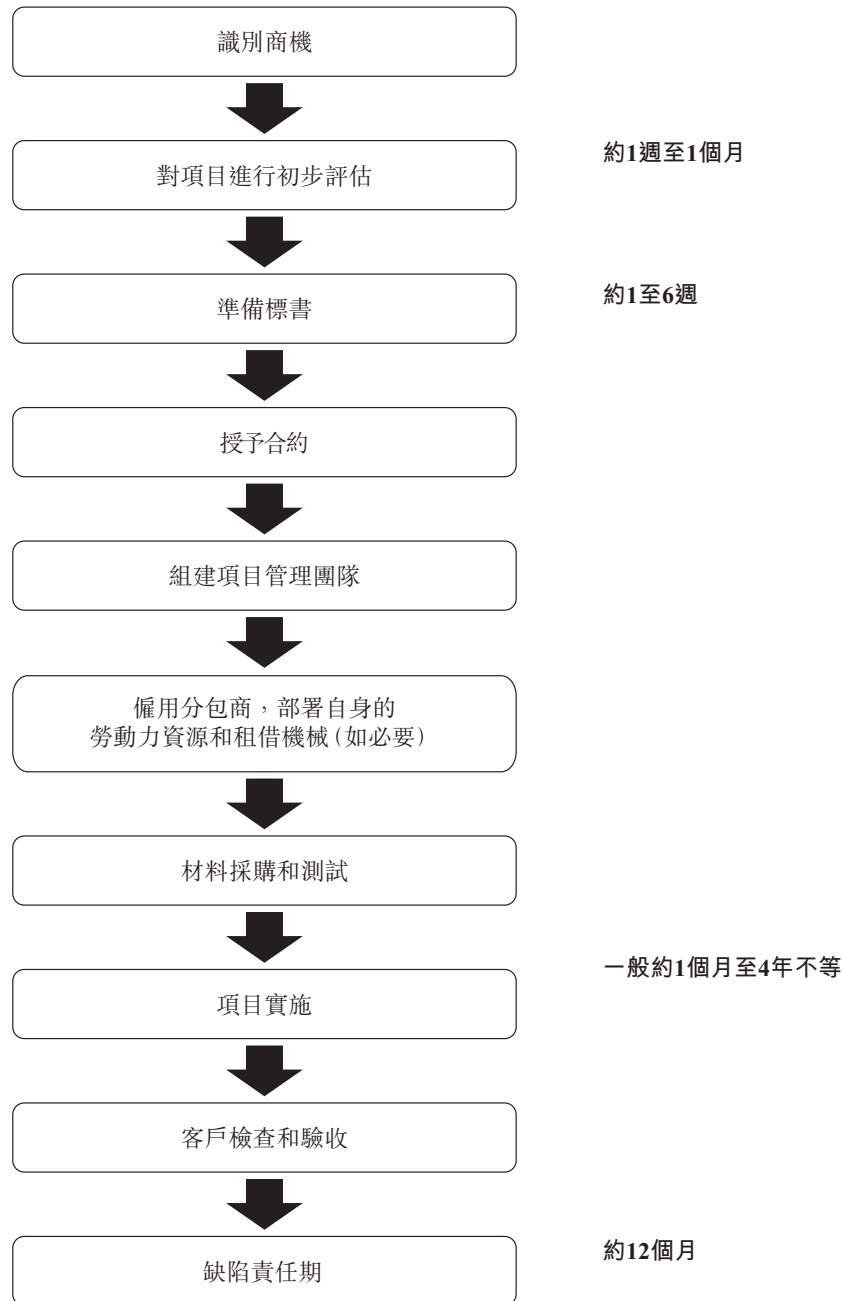 識別商機
約1週至1個月
對項目進行初步評估
準備標書
約1至6週
授予合約
組建項目管理團隊
僱用分包商，部署自身的
勞動力資源和租借機械(如必要)
材料採購和測試
一般約1個月至4年不等
項目實施
客戶檢查和驗收
約12個月
缺陷責任期